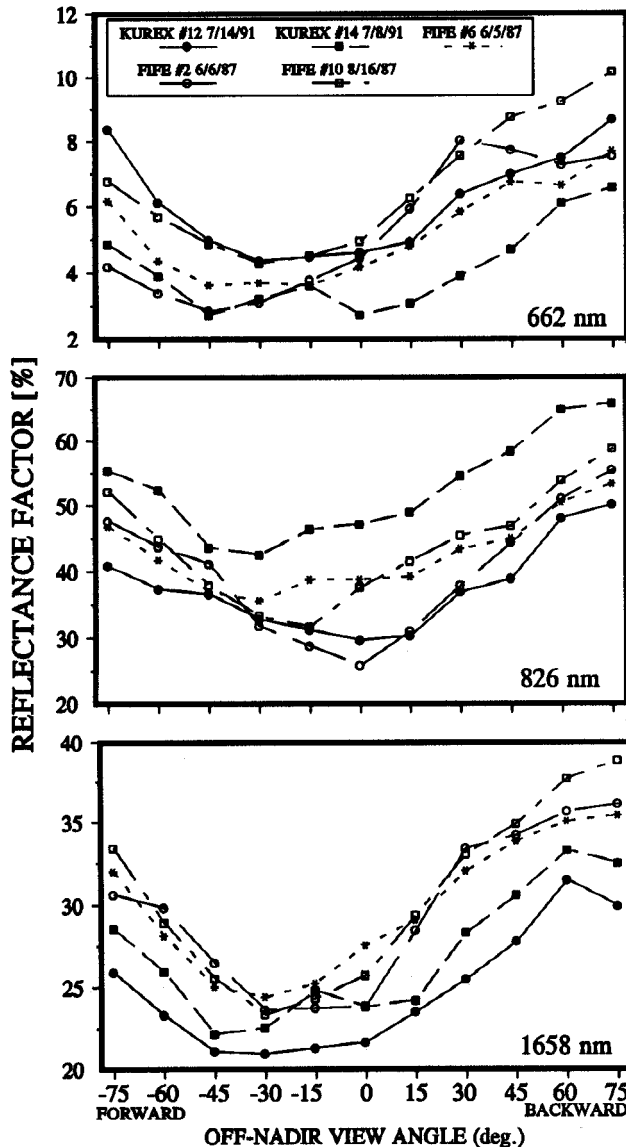 KUREX #12 7/14/91 KUREX #14 7/8/91 FIFE #6 6/5/87
FIFE #2 6/6/87 FIFE #10 8/16/87
12
10
8
6
4
2
662 nm
REFLECTANCE FACTOR [%]
70
60
50
40
30
20
826 nm
40
35
30
25
20
1658 nm
-75 -60 -45 -30 -15 0 15 30 45 60 75
FORWARD BACKWARD
OFF-NADIR VIEW ANGLE (deg.)